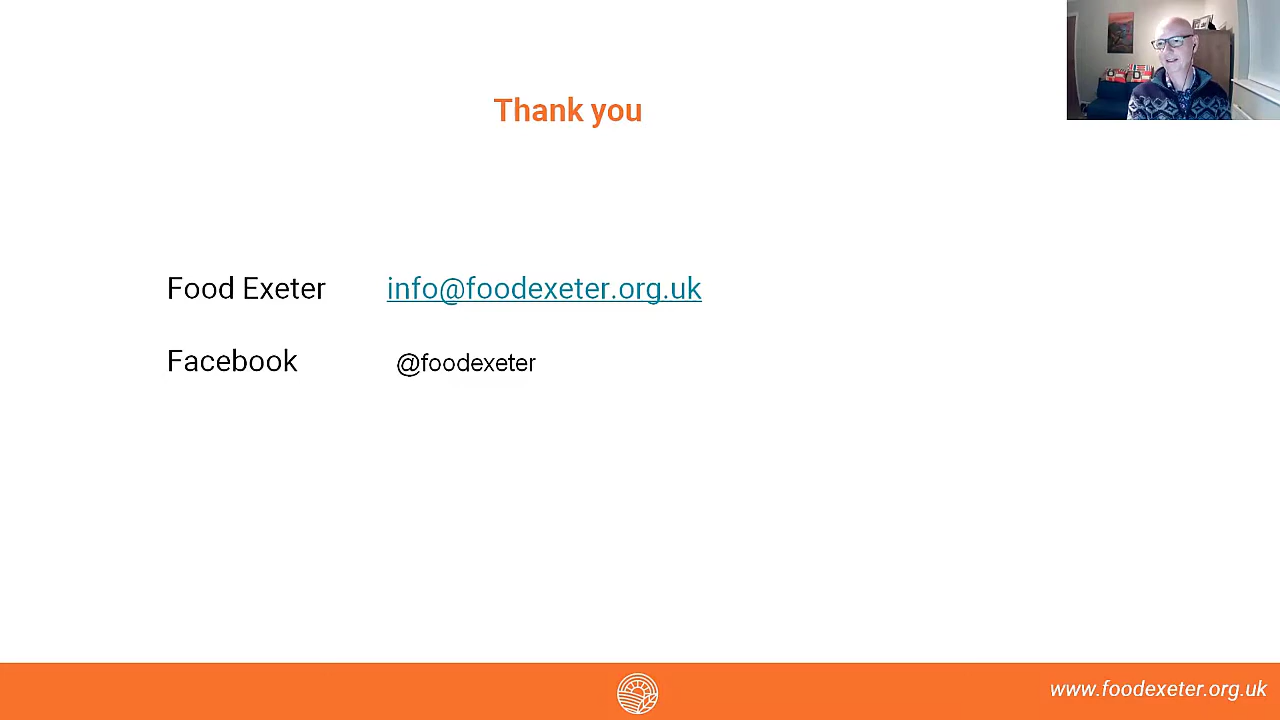 Thank you
Food Exeter info@foodexeter.org.uk
Facebook @foodexeter
www.foodexeter.org.uk